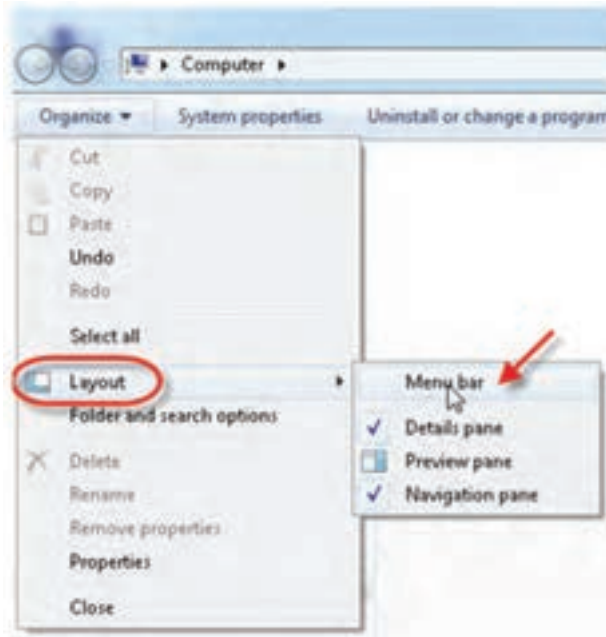 Computer
Organize System properties Uninstall or change a program
Cut
Copy
Paste
Undo
Redo
Select all
Layout
Folder and search options
Delete
Rename
Remove properties
Properties
Close
Menu bar
Details pane
Preview pane
Navigation pane